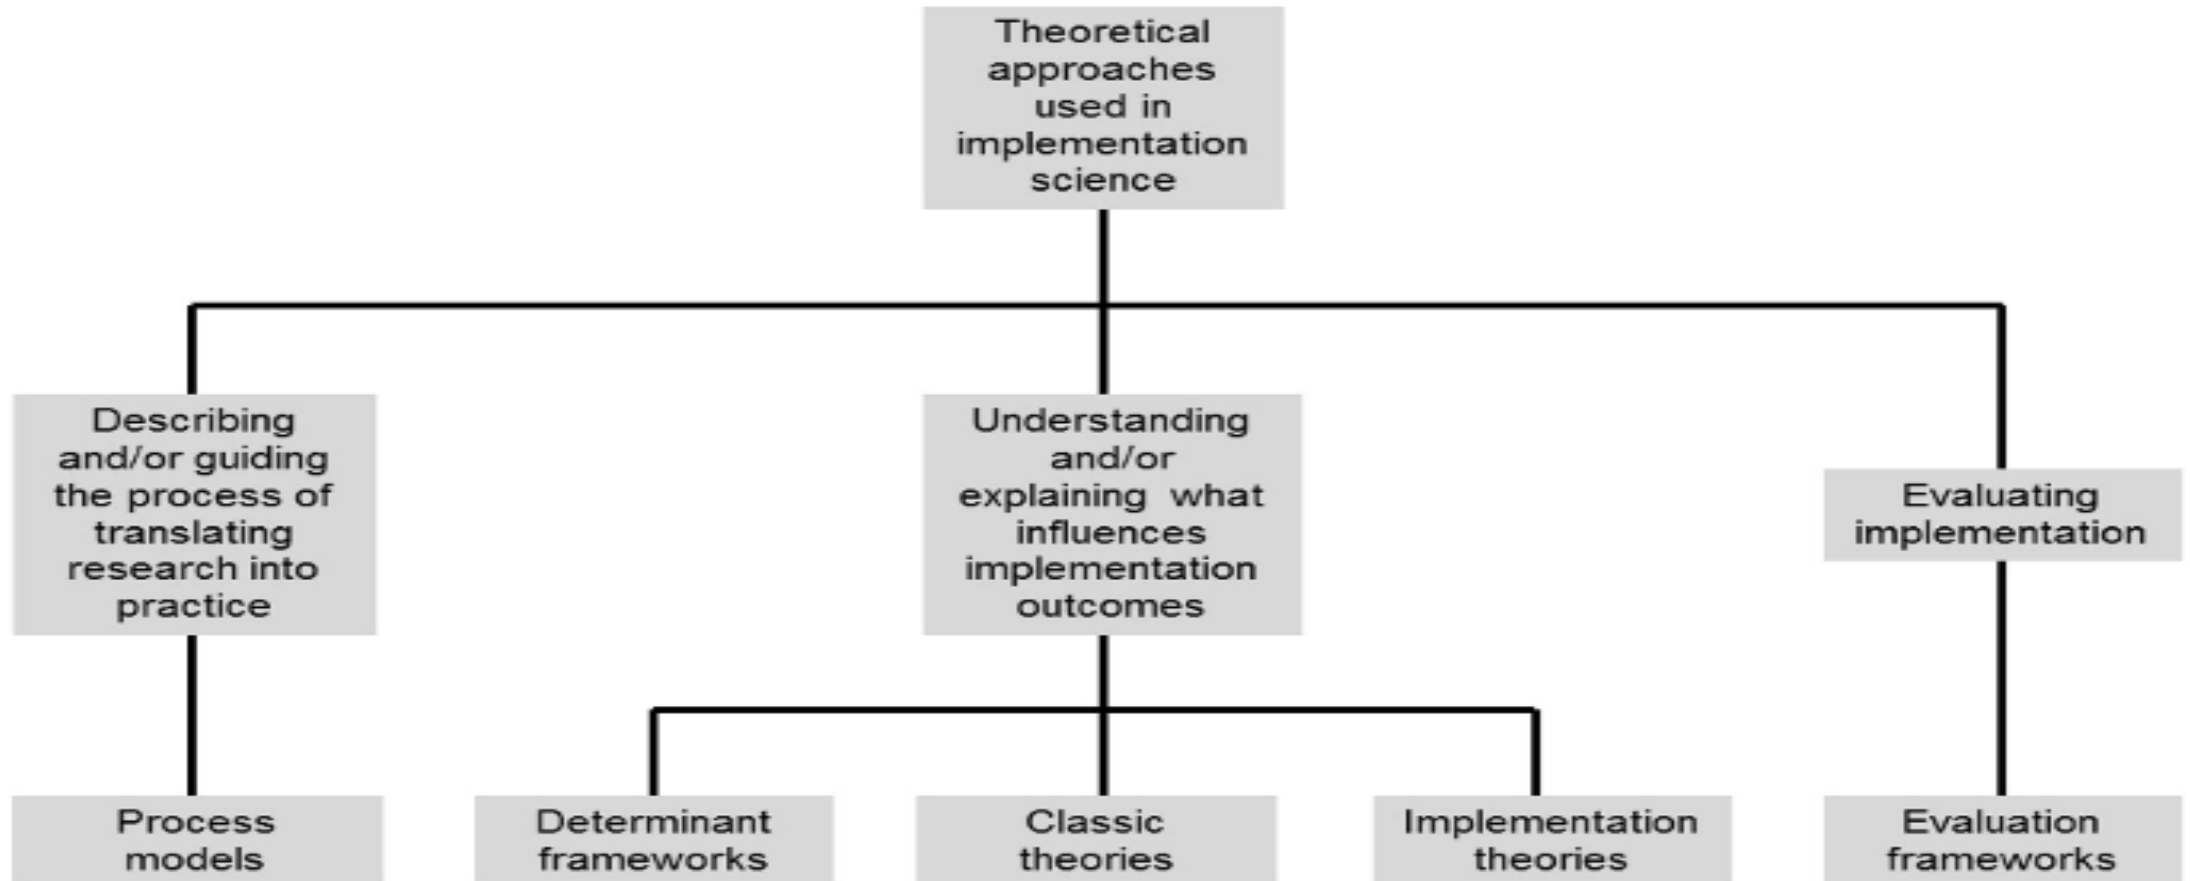 Theoretical
approaches
used in
implementation
science
Describing
and/or guiding
the process of
translating
research into
practice
Understanding
and/or
explaining what
influences
implementation
outcomes
Evaluating
implementation
Process
models
Determinant
frameworks
Classic
theories
Implementation
theories
Evaluation
frameworks